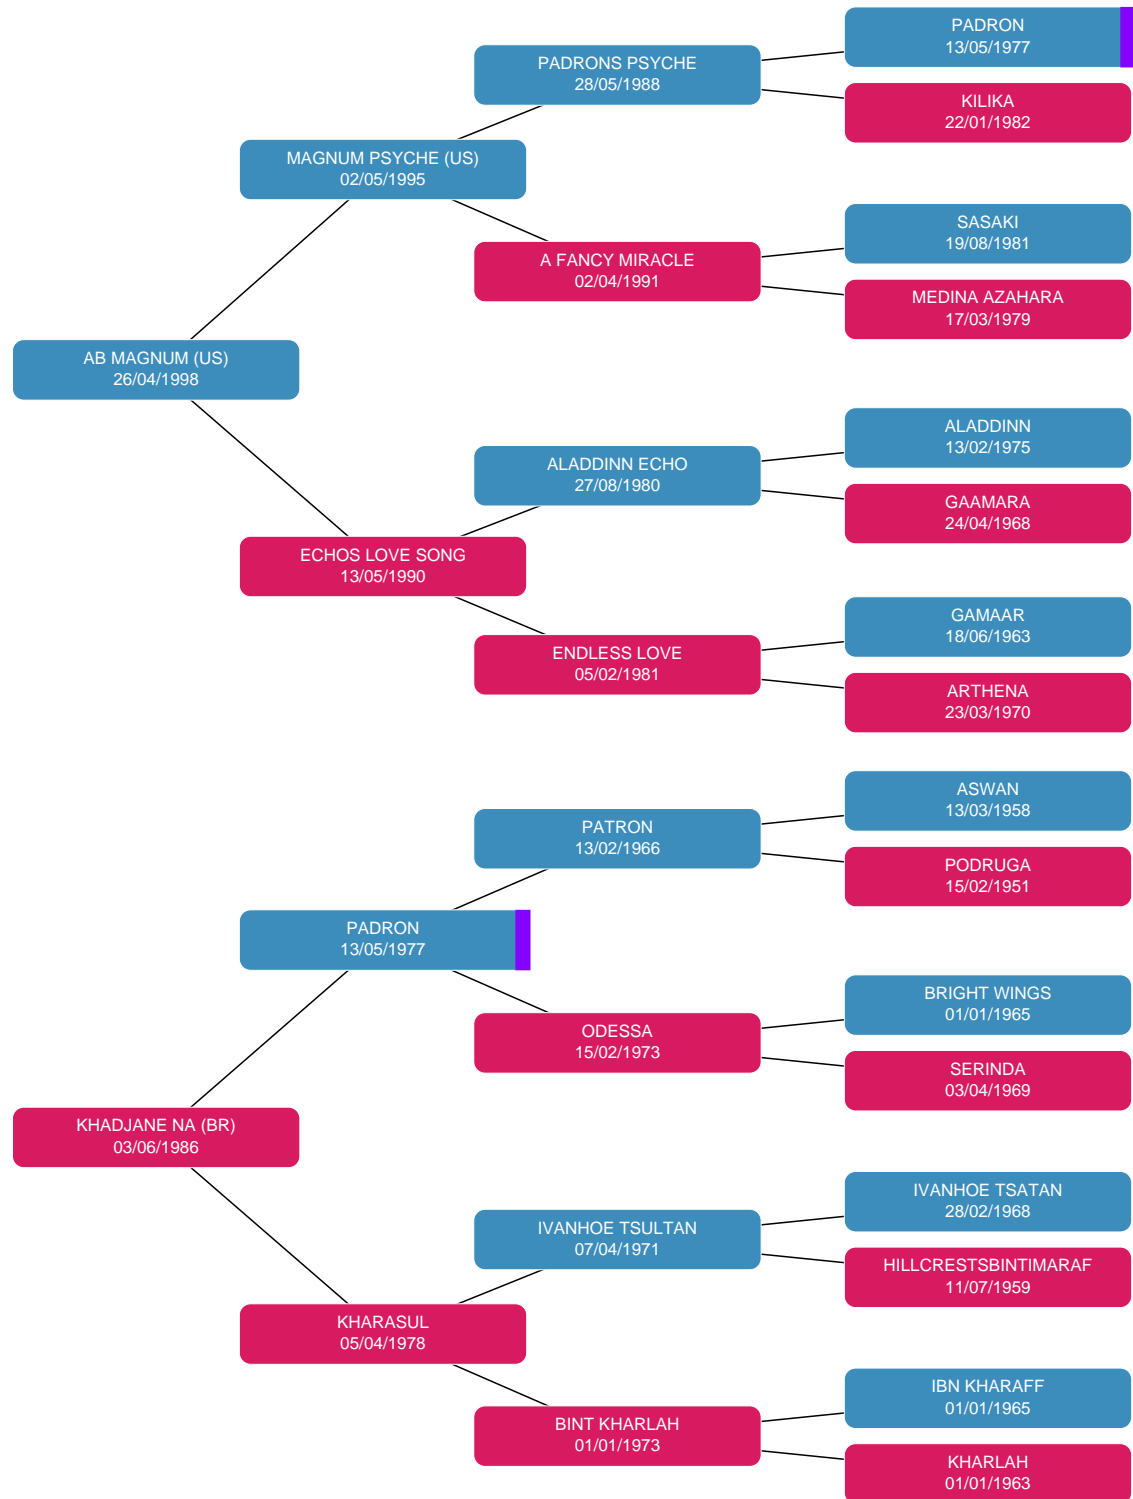 PADRON
13/05/1977
PADRONS PSYCHE
28/05/1988
KILIKA
22/01/1982
MAGNUM PSYCHE (US)
02/05/1995
SASAKI
19/08/1981
A FANCY MIRACLE
02/04/1991
MEDINA AZAHARA
17/03/1979
AB MAGNUM (US)
26/04/1998
ALADDINN
13/02/1975
ALADDINN ECHO
27/08/1980
GAAMARA
24/04/1968
ECHOS LOVE SONG
13/05/1990
GAMAAR
18/06/1963
ENDLESS LOVE
05/02/1981
ARTHENA
23/03/1970
ASWAN
13/03/1958
PATRON
13/02/1966
PODRUGA
15/02/1951
PADRON
13/05/1977
BRIGHT WINGS
01/01/1965
ODESSA
15/02/1973
SERINDA
03/04/1969
KHADJANE NA (BR)
03/06/1986
IVANHOE TSATAN
28/02/1968
IVANHOE TSULTAN
07/04/1971
HILLCRESTSBINTIMARAF
11/07/1959
KHARASUL
05/04/1978
IBN KHARAFF
01/01/1965
BINT KHARLAH
01/01/1973
KHARLAH
01/01/1963